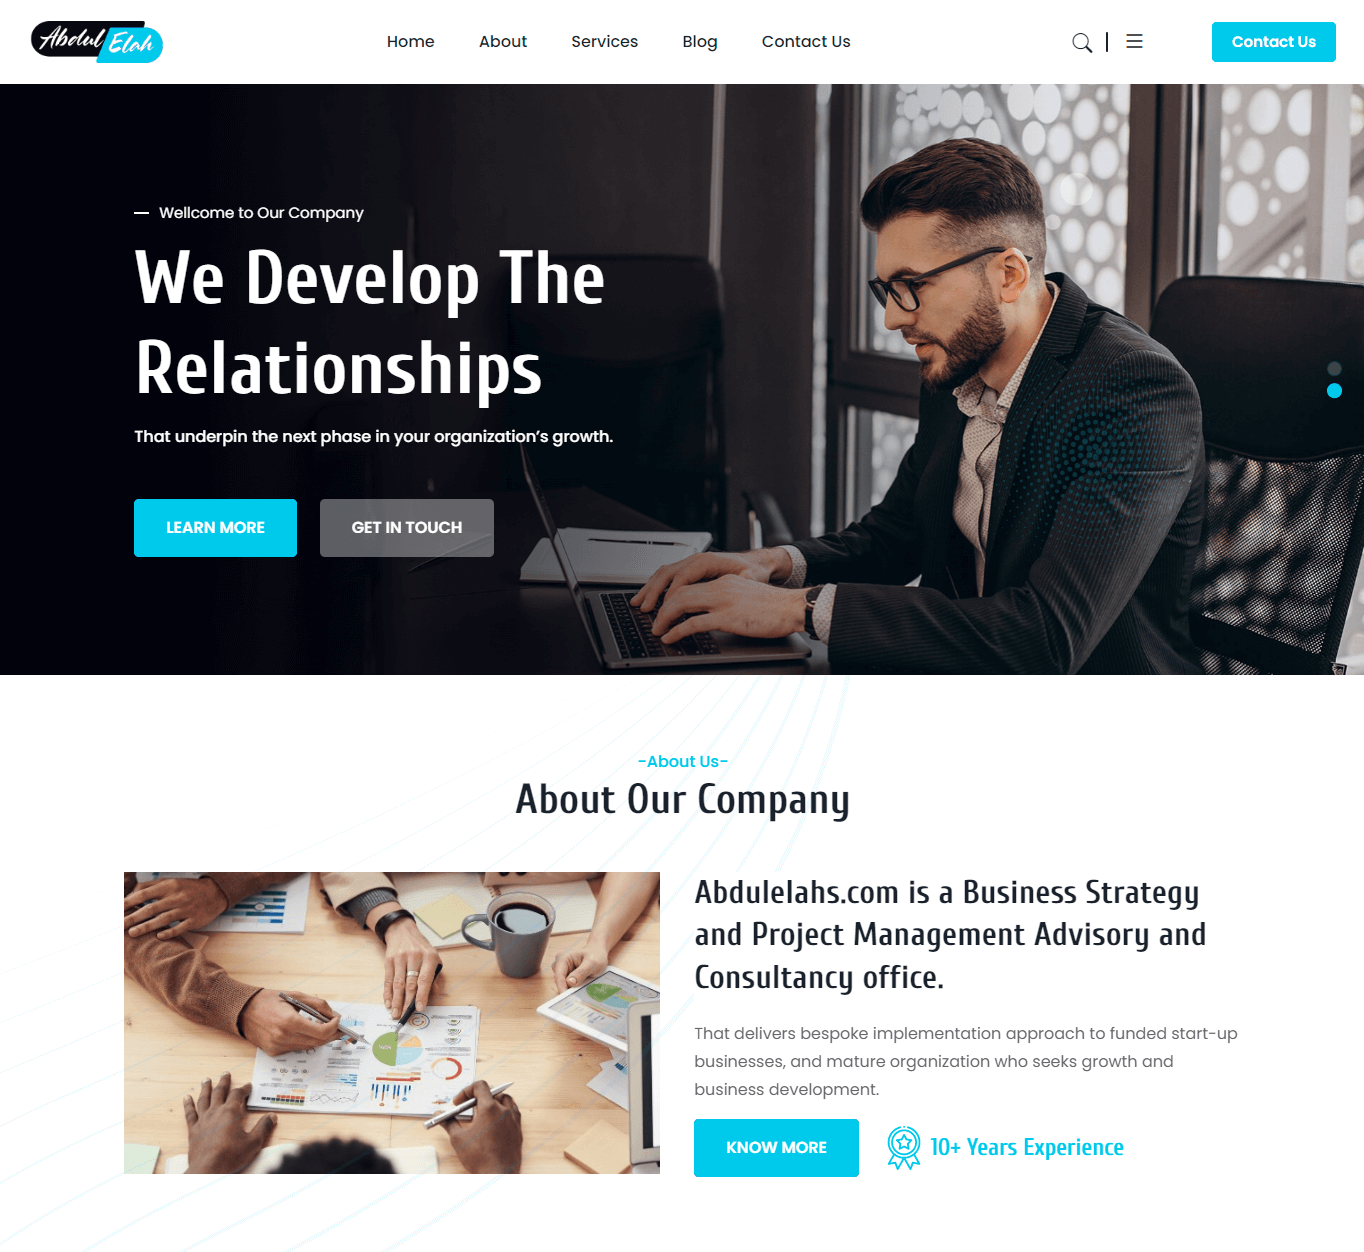 Abdul Elah
Home About Services Blog Contact Us
Contact Us
Wellcome to Our Company
We Develop The
Relationships
That underpin the next phase in your organization’s growth.
LEARN MORE
GET IN TOUCH
-About Us-
About Our Company
Abdulelahs.com is a Business Strategy
and Project Management Advisory and
Consultancy office.
That delivers bespoke implementation approach to funded start-up
businesses, and mature organization who seeks growth and
business development.
KNOW MORE
10+ Years Experience